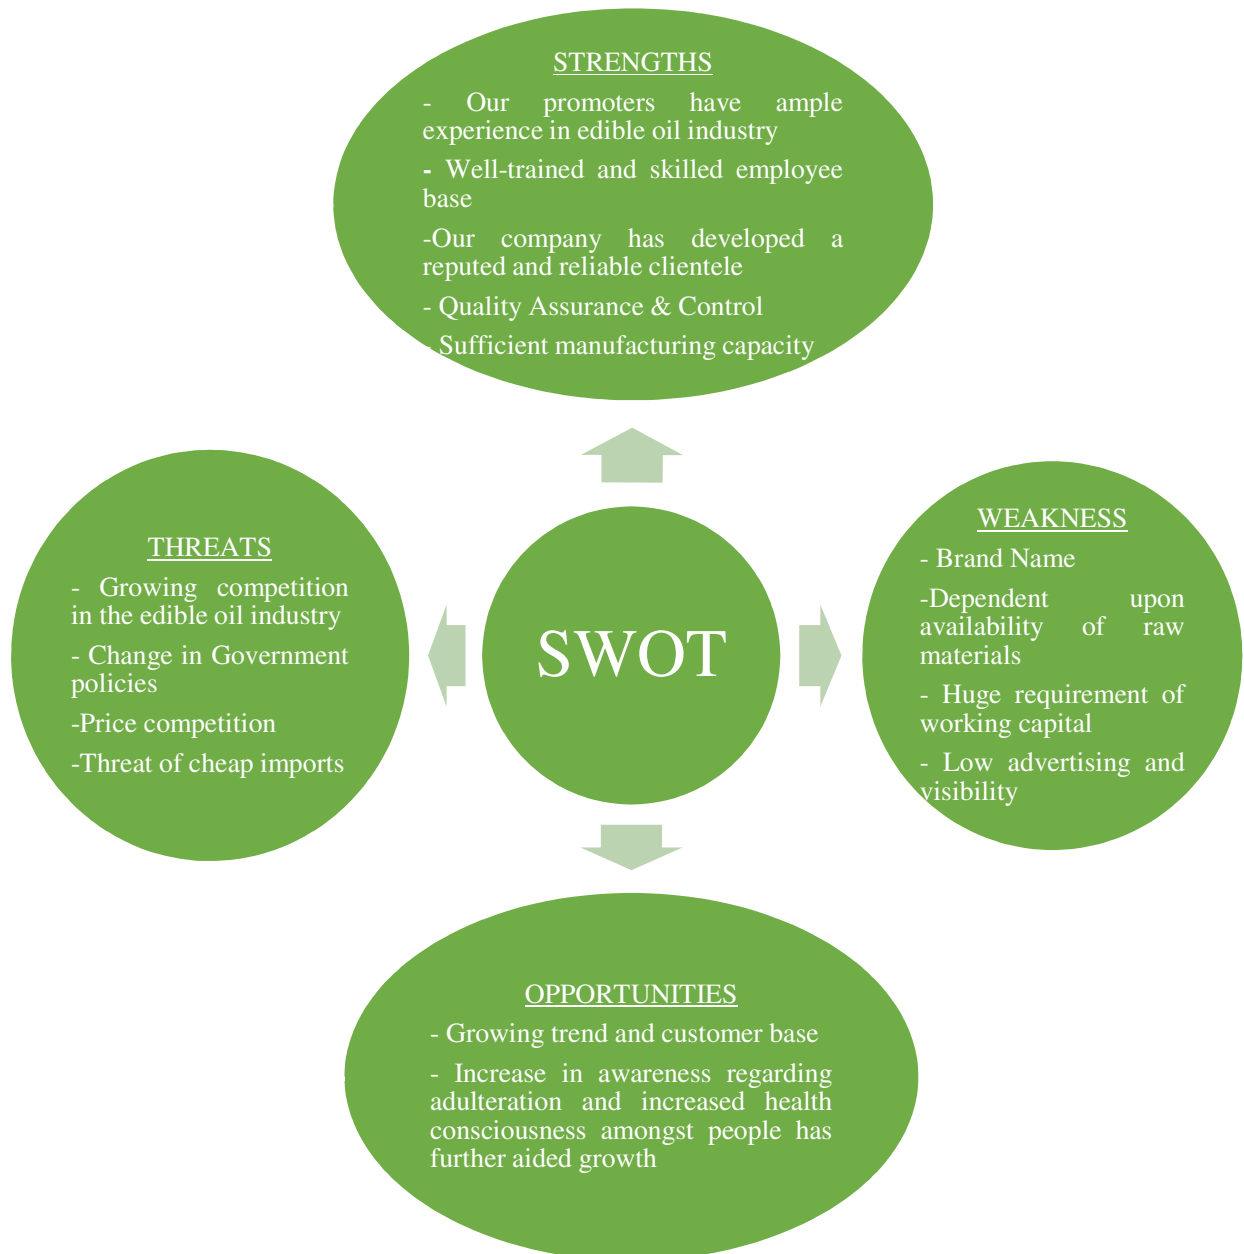 STRENGTHS
- Our promoters have ample
experience in edible oil industry
- Well-trained and skilled employee
base
-Our company has developed a
reputed and reliable clientele
- Quality Assurance & Control
- Sufficient manufacturing capacity
THREATS
- Growing competition
in the edible oil industry
- Change in Government
policies
-Price competition
-Threat of cheap imports
SWOT
WEAKNESS
- Brand Name
-Dependent upon
availability of raw
materials
- Huge requirement of
working capital
- Low advertising and
visibility
OPPORTUNITIES
- Growing trend and customer base
- Increase in awareness regarding
adulteration and increased health
consciousness amongst people has
further aided growth